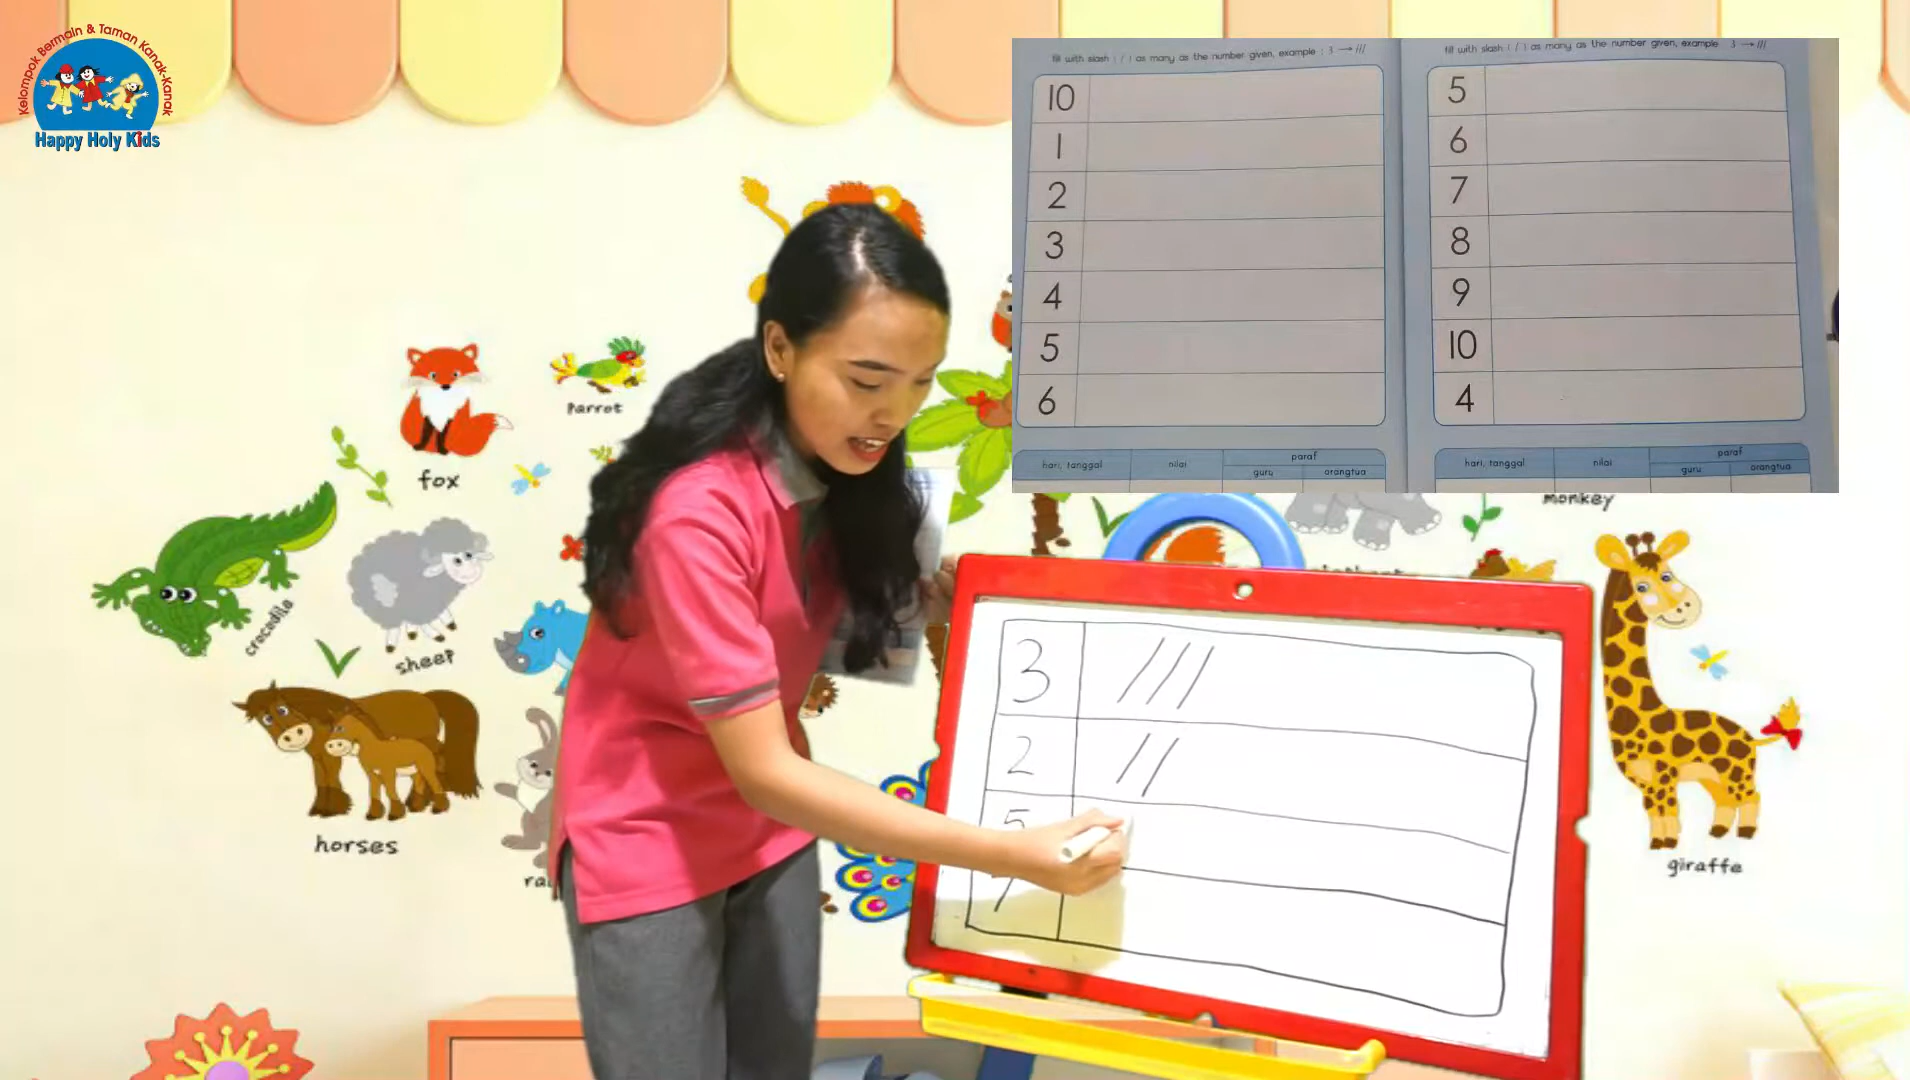 Kelompok Bermain & Taman Kanak-Kanak
Happy Holy Kids
fill with slash ( / ) as many as the number given, example : 3 → ///
10
1
2
3
4
5
6
hari, tanggal
nilai
paraf
guru
orangtua
fill with slash ( / ) as many as the number given, example 3 → ///
5
6
7
8
9
10
4
hari, tanggal
nilai
paraf
guru
orangtua
parrot
fox
crocodile
sheep
horses
monkey
giraffe
3 ///
2 //
5